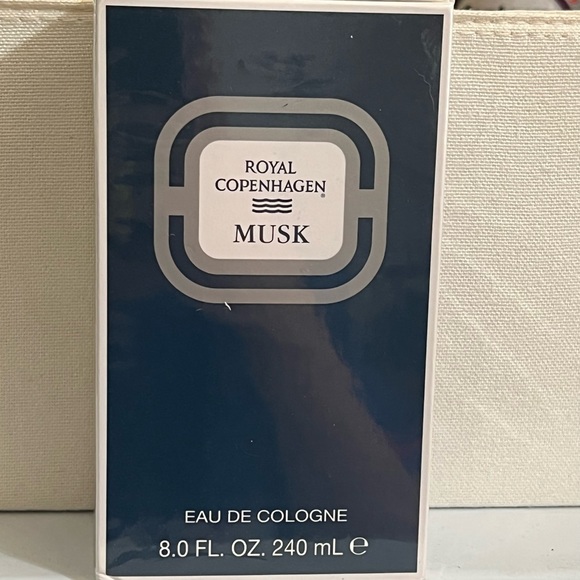 ROYAL
COPENHAGEN®
MUSK
EAU DE COLOGNE
8.0 FL. OZ. 240 mL ℮